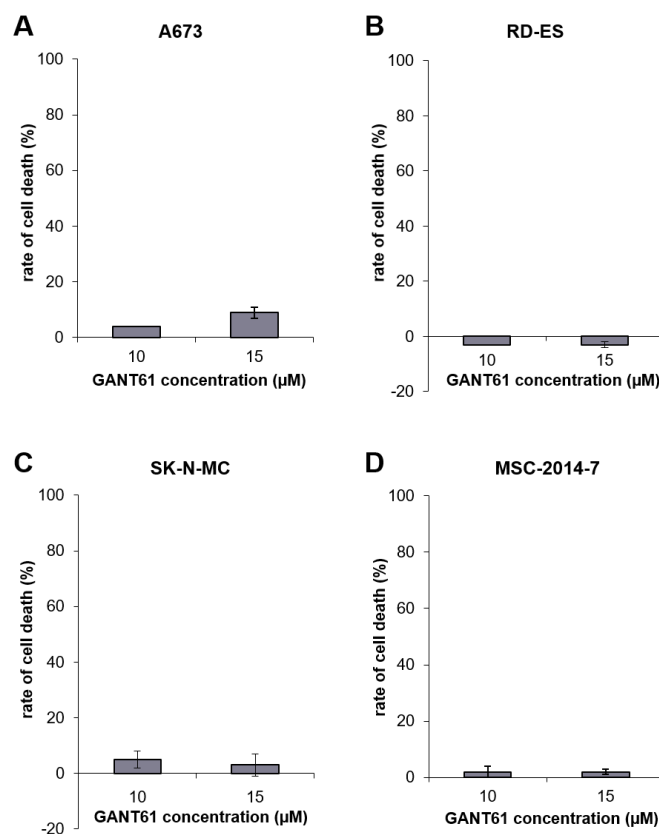 A
A673
rate of cell death (%)
100
80
60
40
20
0
10
15
GANT61 concentration (µM)
B
RD-ES
rate of cell death (%)
100
80
60
40
20
0
-20
10
15
GANT61 concentration (µM)
C
SK-N-MC
rate of cell death (%)
100
80
60
40
20
0
-20
10
15
GANT61 concentration (µM)
D
MSC-2014-7
rate of cell death (%)
100
80
60
40
20
0
-20
10
15
GANT61 concentration (µM)